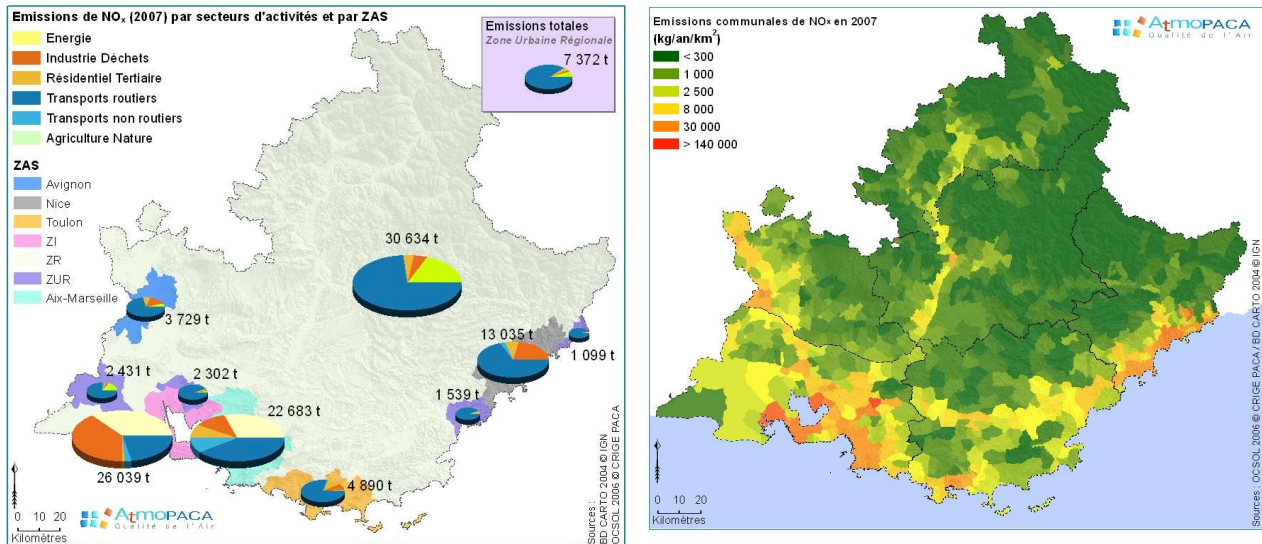 Emissions de NOx (2007) par secteurs d'activités et par ZAS
Energie
Industrie Déchets
Résidentiel Tertiaire
Transports routiers
Transports non routiers
Agriculture Nature
ZAS
Avignon
Nice
Toulon
ZI
ZR
ZUR
Aix-Marseille
Emissions totales
Zone Urbaine Régionale
7 372 t
30 634 t
3 729 t
13 035 t
1 099 t
2 431 t
2 302 t
1 539 t
22 683 t
26 039 t
4 890 t
0 10 20
Kilomètres
AtmoPACA
Qualité de l'Air
Sources :
BD CARTO 2004 © IGN
OCSOL 2006 © CRIGE PACA
Emissions communales de NOx en 2007
(kg/an/km²)
< 300
1 000
2 500
8 000
30 000
> 140 000
AtmoPACA
Qualité de l'Air
0 10 20
Kilomètres
Sources : OCSOL 2006 © CRIGE PACA / BD CARTO 2004 © IGN